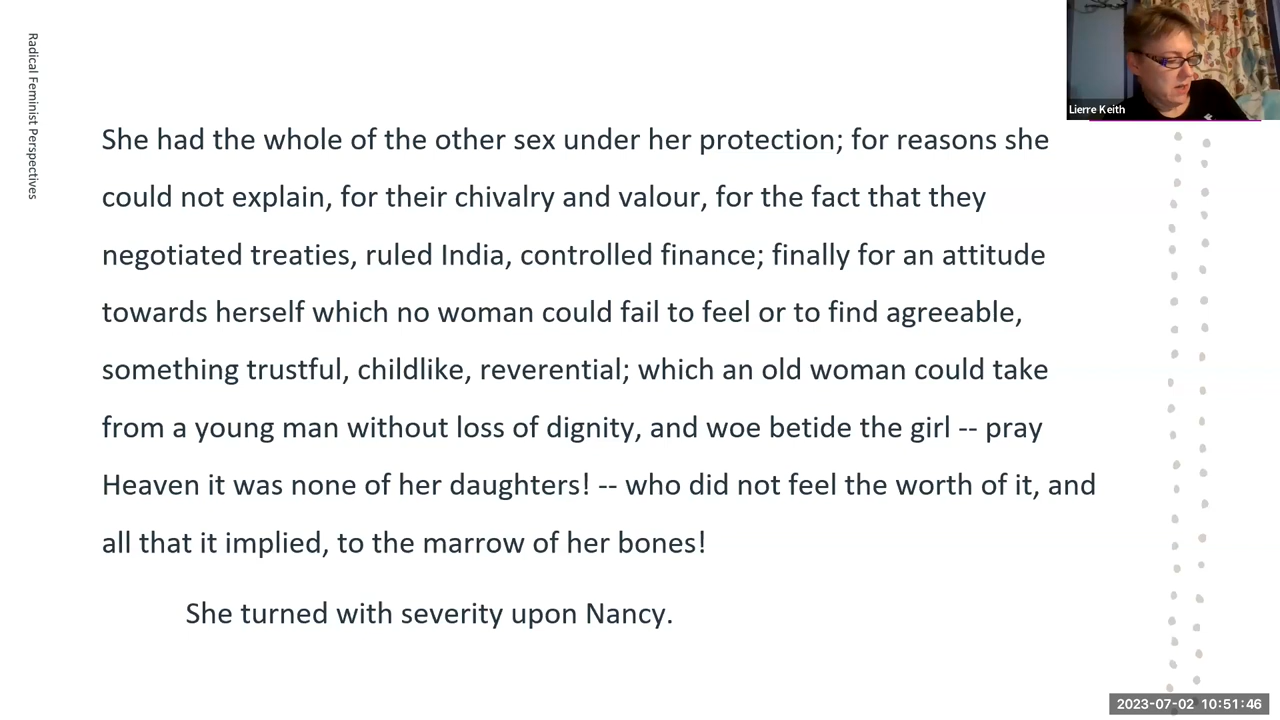 Radical Feminist Perspectives
Lierre Keith
She had the whole of the other sex under her protection; for reasons she
could not explain, for their chivalry and valour, for the fact that they
negotiated treaties, ruled India, controlled finance; finally for an attitude
towards herself which no woman could fail to feel or to find agreeable,
something trustful, childlike, reverential; which an old woman could take
from a young man without loss of dignity, and woe betide the girl -- pray
Heaven it was none of her daughters! -- who did not feel the worth of it, and
all that it implied, to the marrow of her bones!
She turned with severity upon Nancy.
2023-07-02 10:51:46